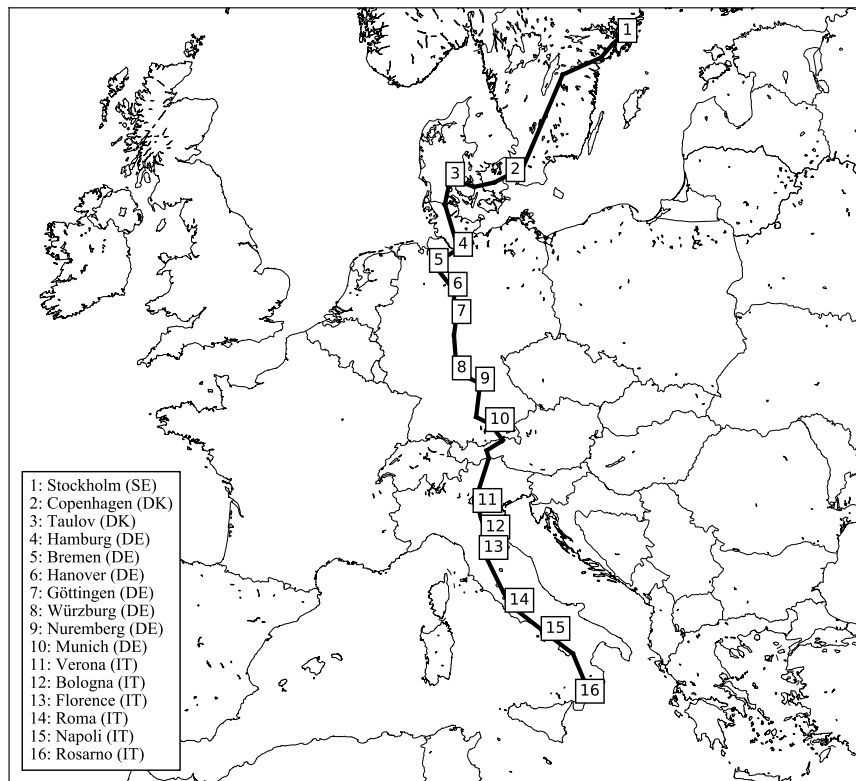 1
2
3
4
5
6
7
8
9
10
11
12
13
14
15
16
1: Stockholm (SE)
2: Copenhagen (DK)
3: Taulov (DK)
4: Hamburg (DE)
5: Bremen (DE)
6: Hanover (DE)
7: Göttingen (DE)
8: Würzburg (DE)
9: Nuremberg (DE)
10: Munich (DE)
11: Verona (IT)
12: Bologna (IT)
13: Florence (IT)
14: Roma (IT)
15: Napoli (IT)
16: Rosarno (IT)